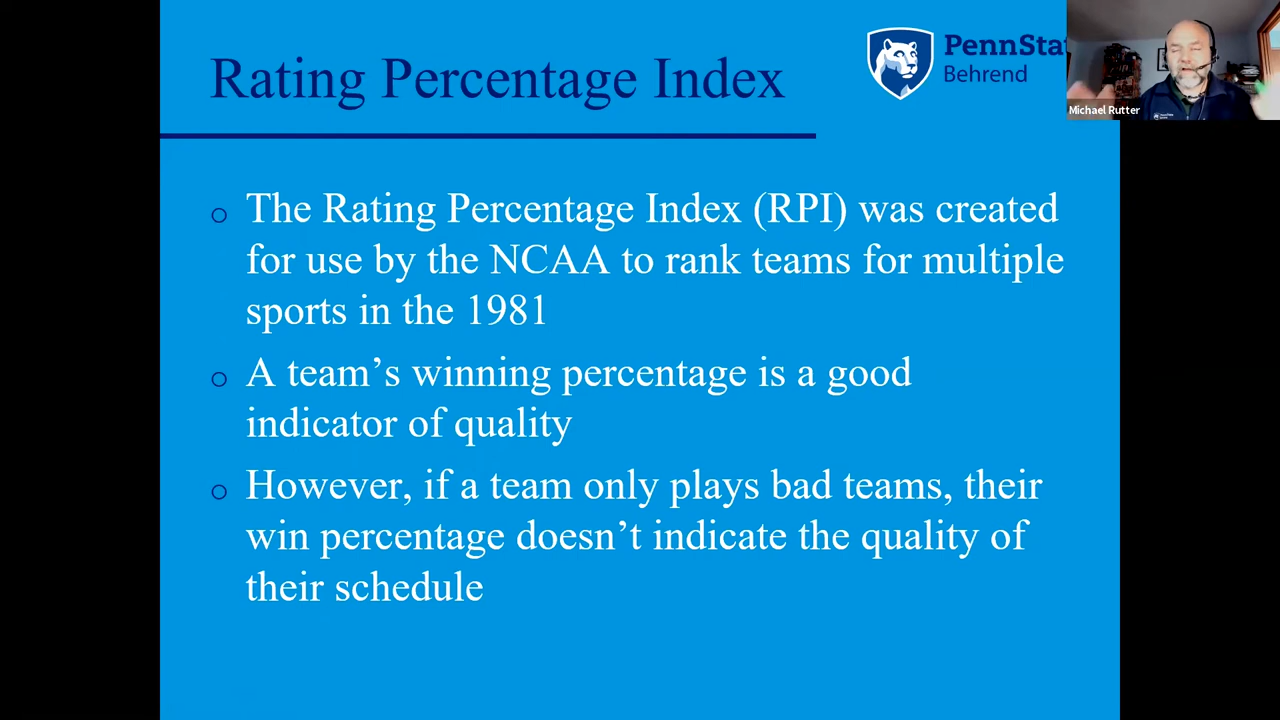 Rating Percentage Index
PennStat
Behrend
Michael Rutter
o The Rating Percentage Index (RPI) was created
for use by the NCAA to rank teams for multiple
sports in the 1981
o A team’s winning percentage is a good
indicator of quality
o However, if a team only plays bad teams, their
win percentage doesn’t indicate the quality of
their schedule